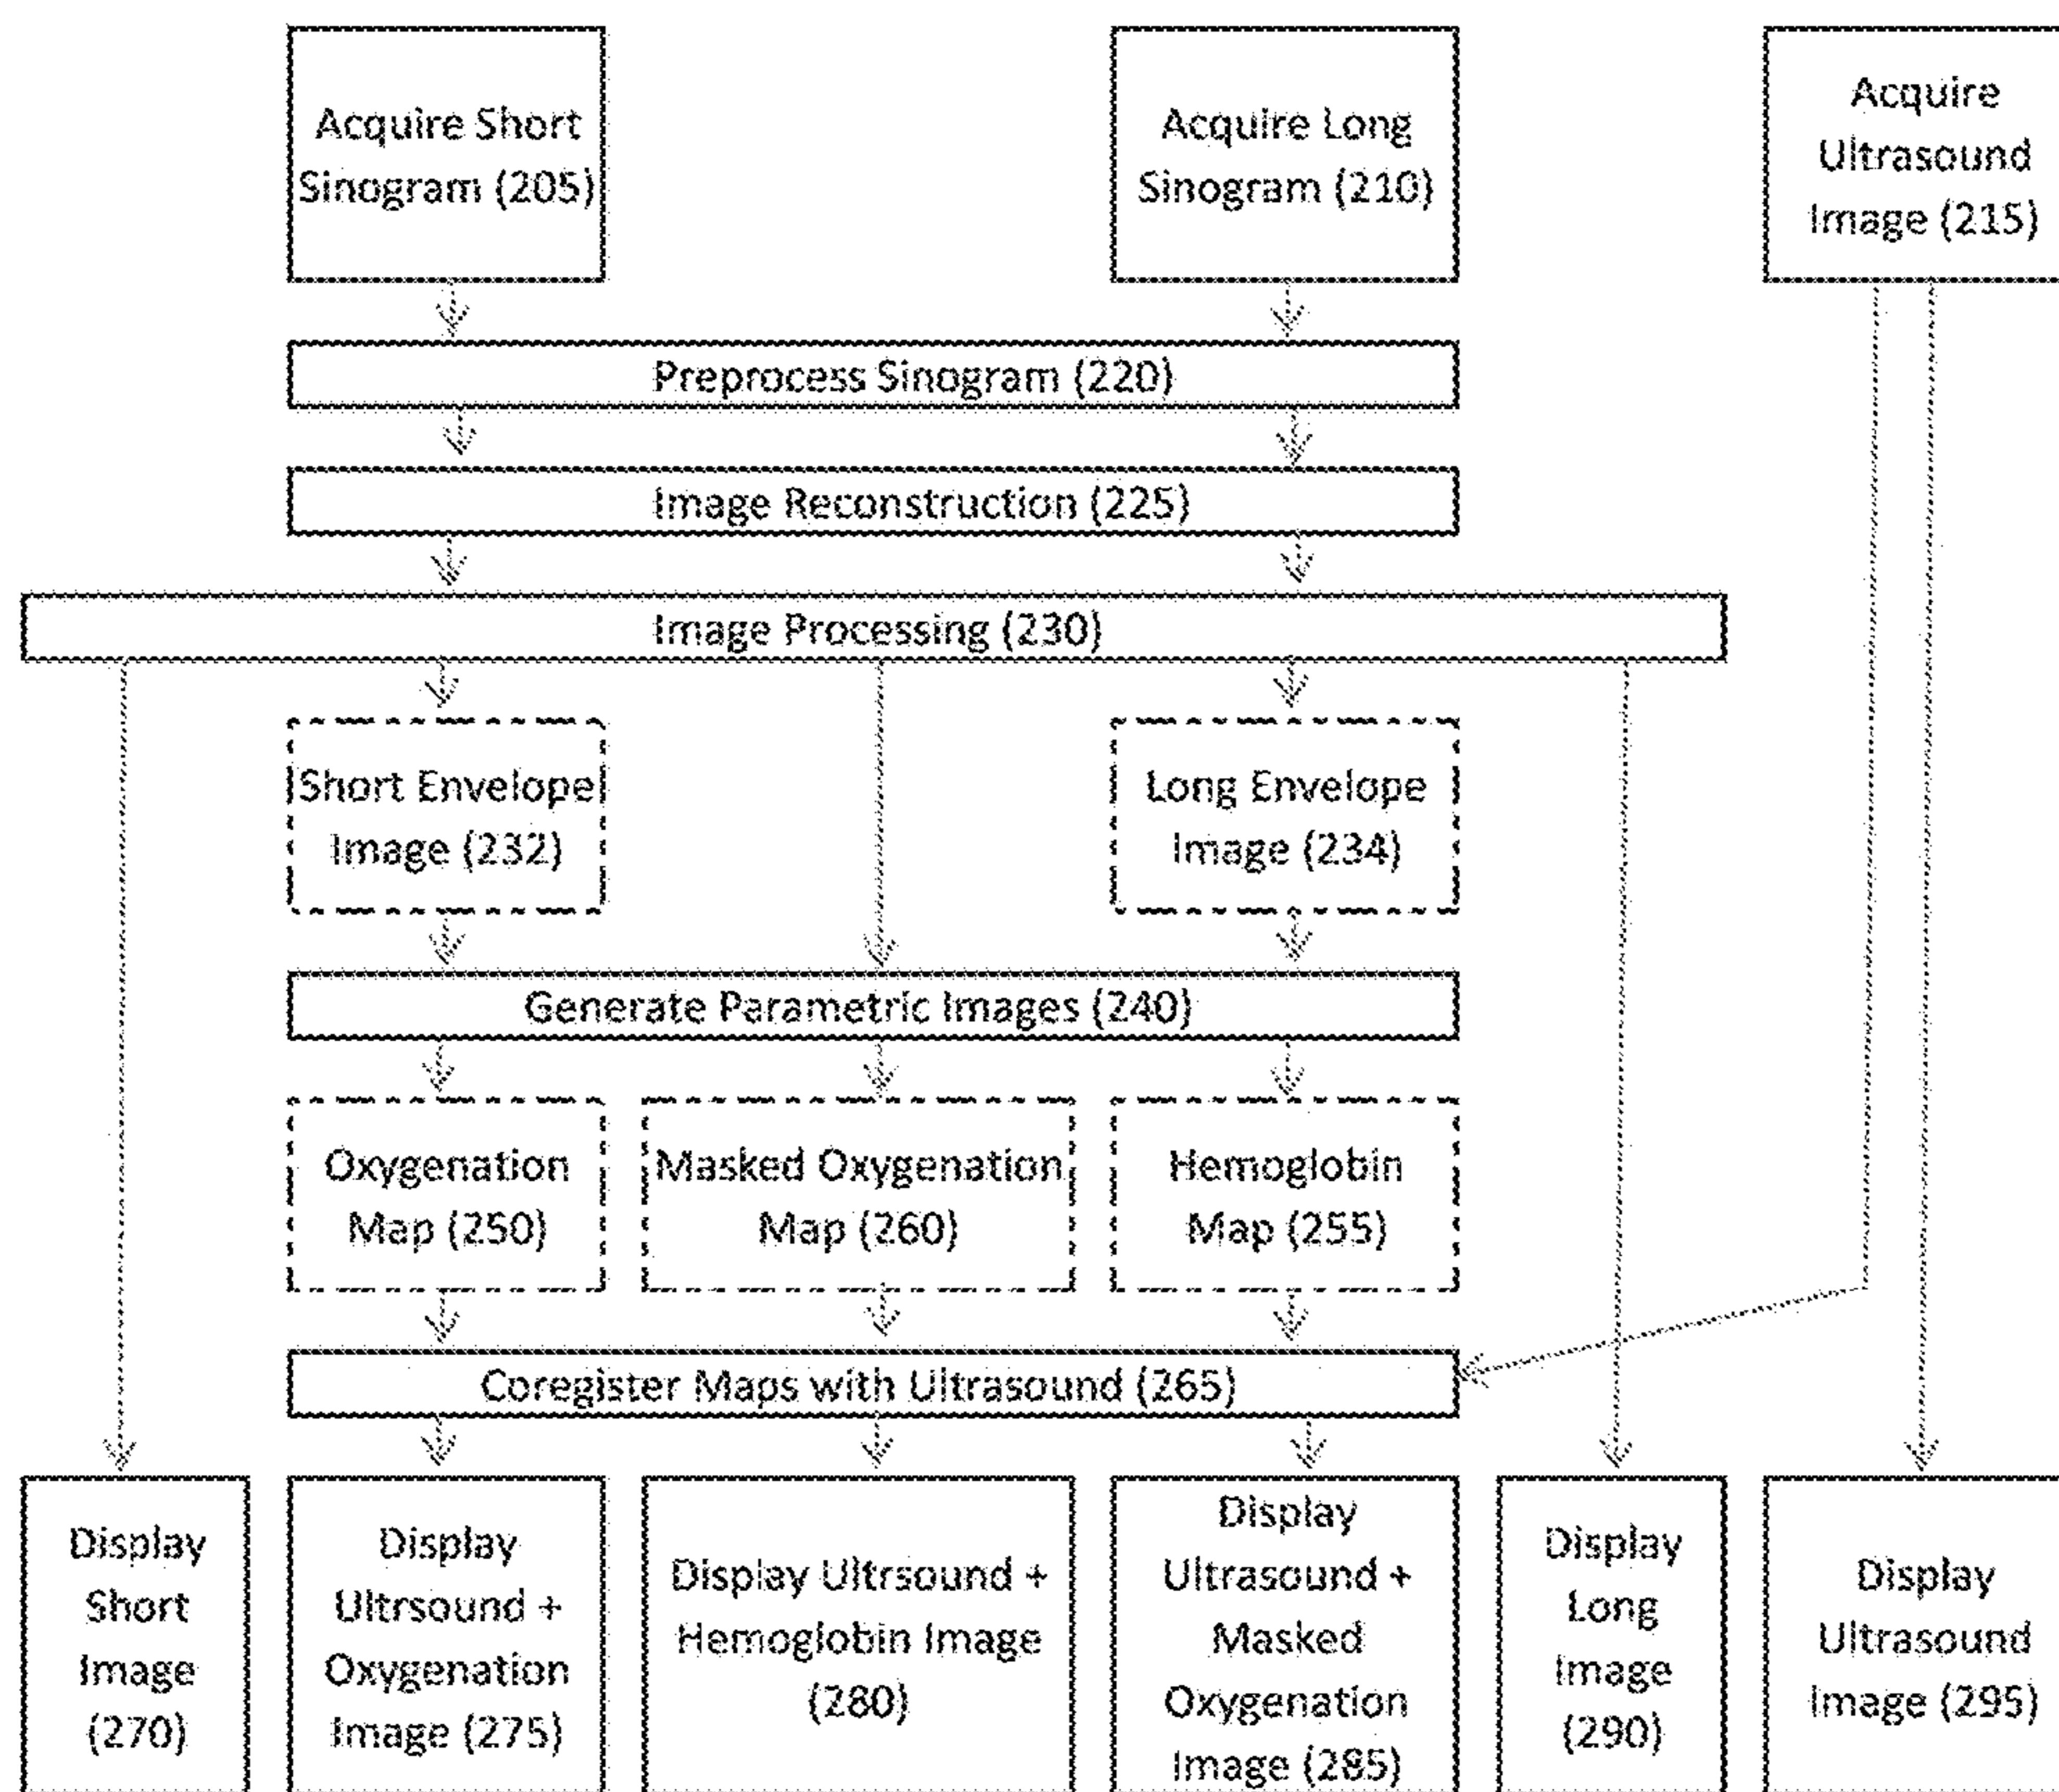 Acquire Short
Sinogram (205)
Acquire Long
Sinogram (210)
Acquire
Ultrasound
Image (215)
Preprocess Sinogram (220)
Image Reconstruction (225)
Image Processing (230)
Short Envelope
Image (232)
Long Envelope
Image (234)
Generate Parametric Images (240)
Oxygenation
Map (250)
Masked Oxygenation
Map (260)
Hemoglobin
Map (255)
Coregister Maps with Ultrasound (265)
Display
Short
Image
(270)
Display
Ultrsound +
Oxygenation
Image (275)
Display Ultrsound +
Hemoglobin Image
(280)
Display
Ultrasound +
Masked
Oxygenation
Image (285)
Display
Long
Image
(290)
Display
Ultrasound
Image (295)